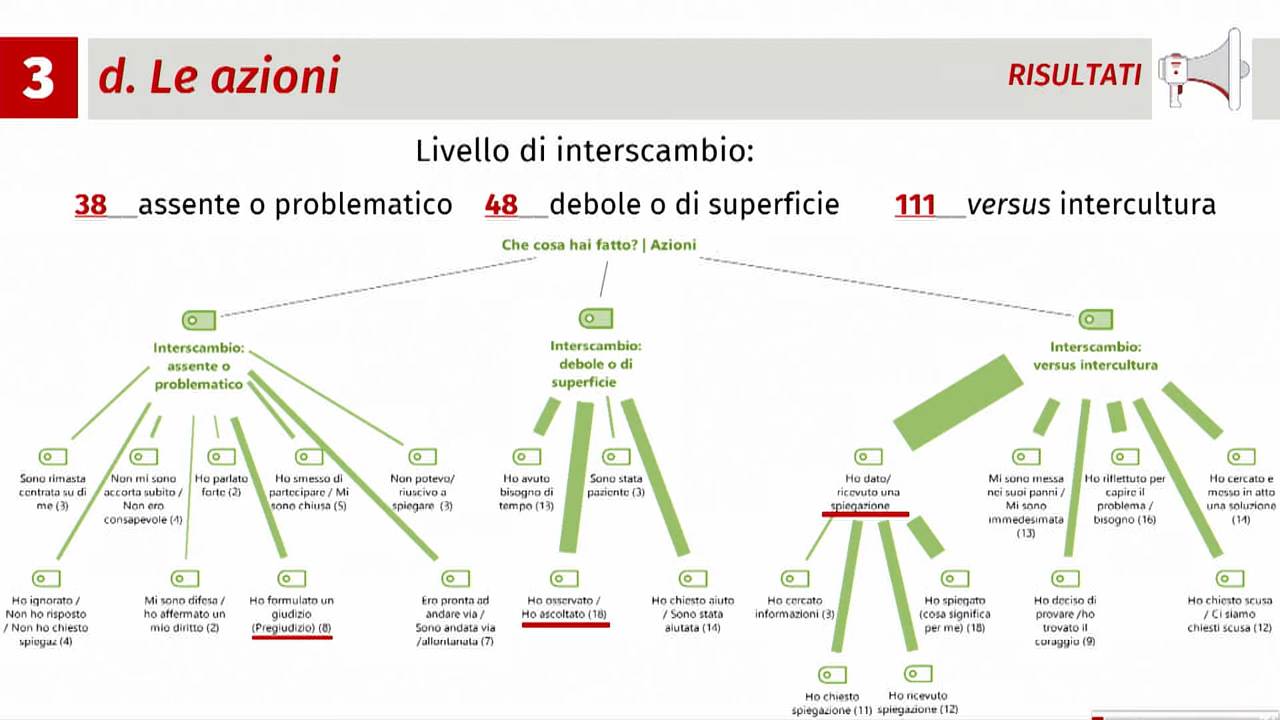 3
d. Le azioni
RISULTATI
Livello di interscambio:
38__assente o problematico
48__debole o di superficie
111__versus intercultura
Che cosa hai fatto? | Azioni
Interscambio:
assente o
problematico
Interscambio:
debole o di
superficie
Interscambio:
versus intercultura
Sono rimasta
centrata su di
me (3)
Non mi sono
accorta subito /
Non ero
consapevole (4)
Ho parlato
forte (2)
Ho smesso di
partecipare / Mi
sono chiusa (5)
Non potevo/
riuscivo a
spiegare (3)
Ho avuto
bisogno di
tempo (13)
Sono stata
paziente (3)
Ho dato/
ricevuto una
spiegazione
Mi sono messa
nei suoi panni /
Mi sono
immedesimata
(13)
Ho riflettuto per
capire il
problema /
bisogno (16)
Ho cercato e
messo in atto
una soluzione
(14)
Ho ignorato /
Non ho risposto
/ Non ho chiesto
spiegaz (4)
Mi sono difesa /
ho affermato un
mio diritto (2)
Ho formulato un
giudizio
(Pregiudizio) (8)
Ero pronta ad
andare via /
Sono andata via
/allontanata (7)
Ho osservato /
Ho ascoltato (18)
Ho chiesto aiuto
/ Sono stata
aiutata (14)
Ho cercato
informazioni (3)
Ho spiegato
(cosa significa
per me) (18)
Ho deciso di
provare /ho
trovato il
coraggio (9)
Ho chiesto scusa
/ Ci siamo
chiesti scusa (12)
Ho chiesto
spiegazione (11)
Ho ricevuto
spiegazione (12)